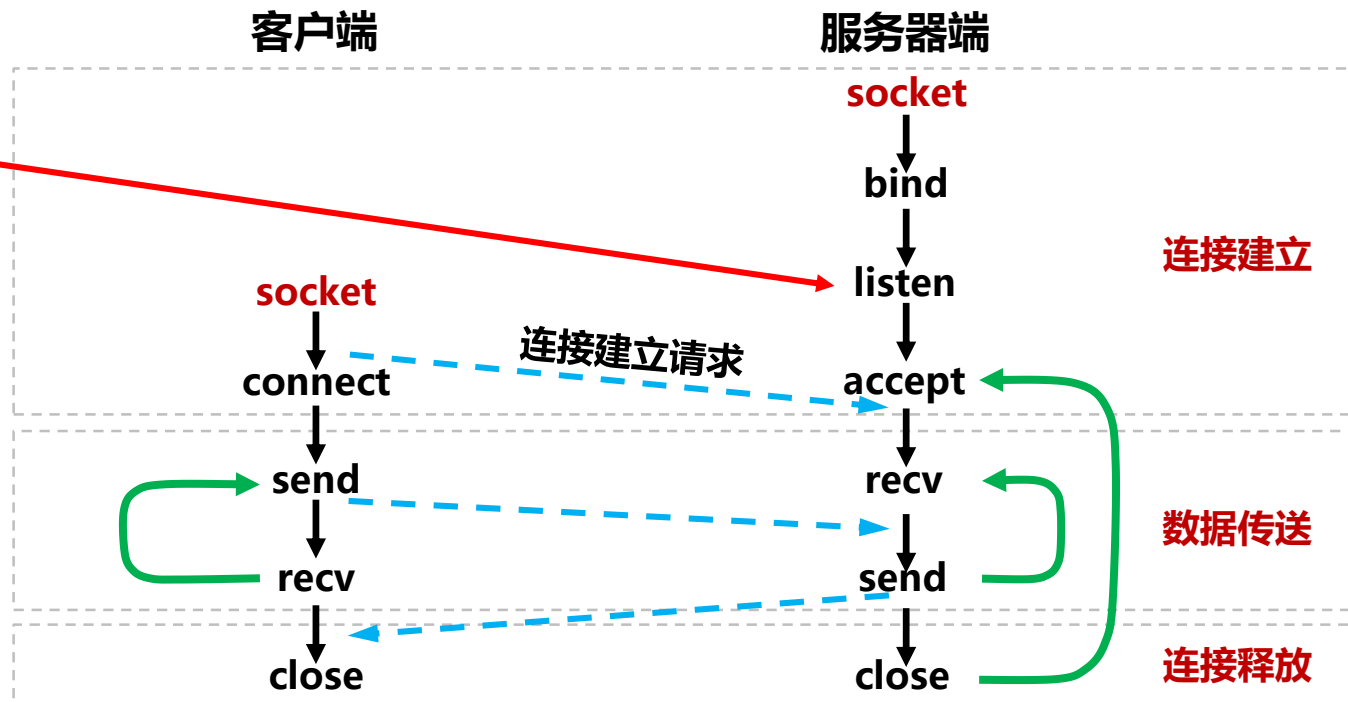 客户端
服务器端
socket
bind
连接建立
listen
socket
连接建立请求
connect
accept
send
recv
数据传送
recv
send
close
close
连接释放